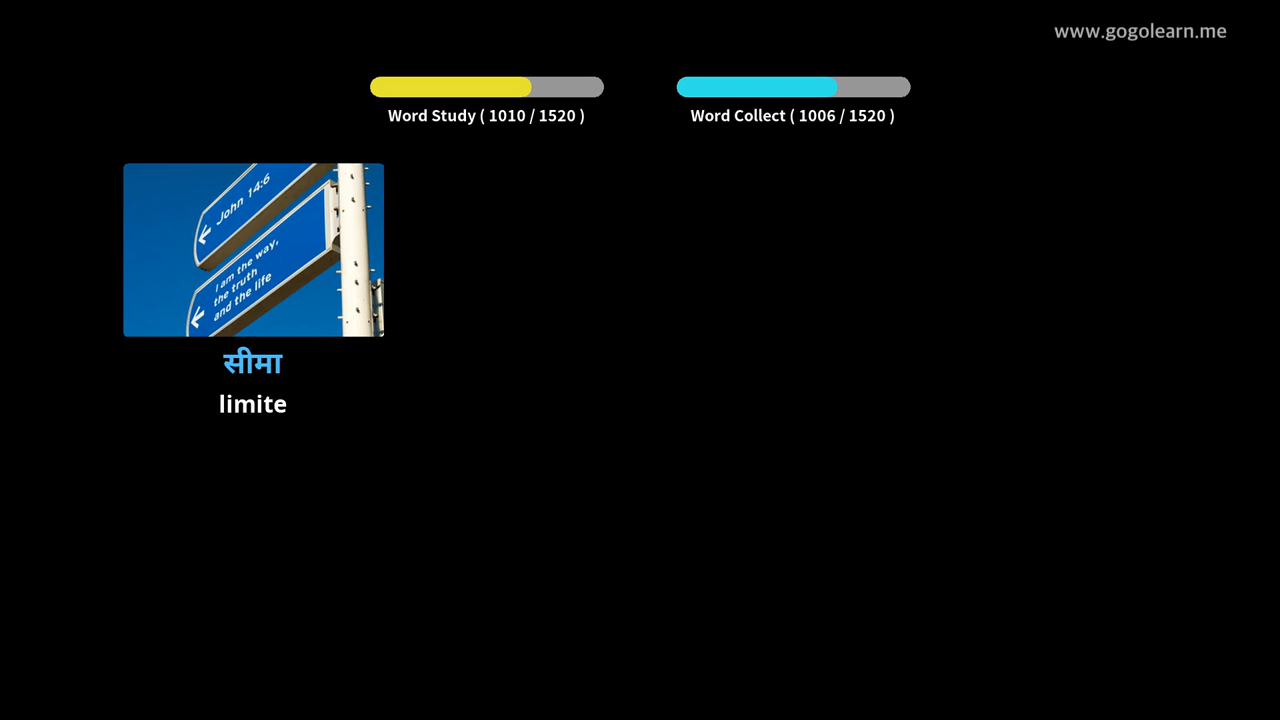 www.gogolearn.me
Word Study ( 1010 / 1520 )
Word Collect ( 1006 / 1520 )
John 14:6
I am the way,
the truth
and the life
सीमा
limite